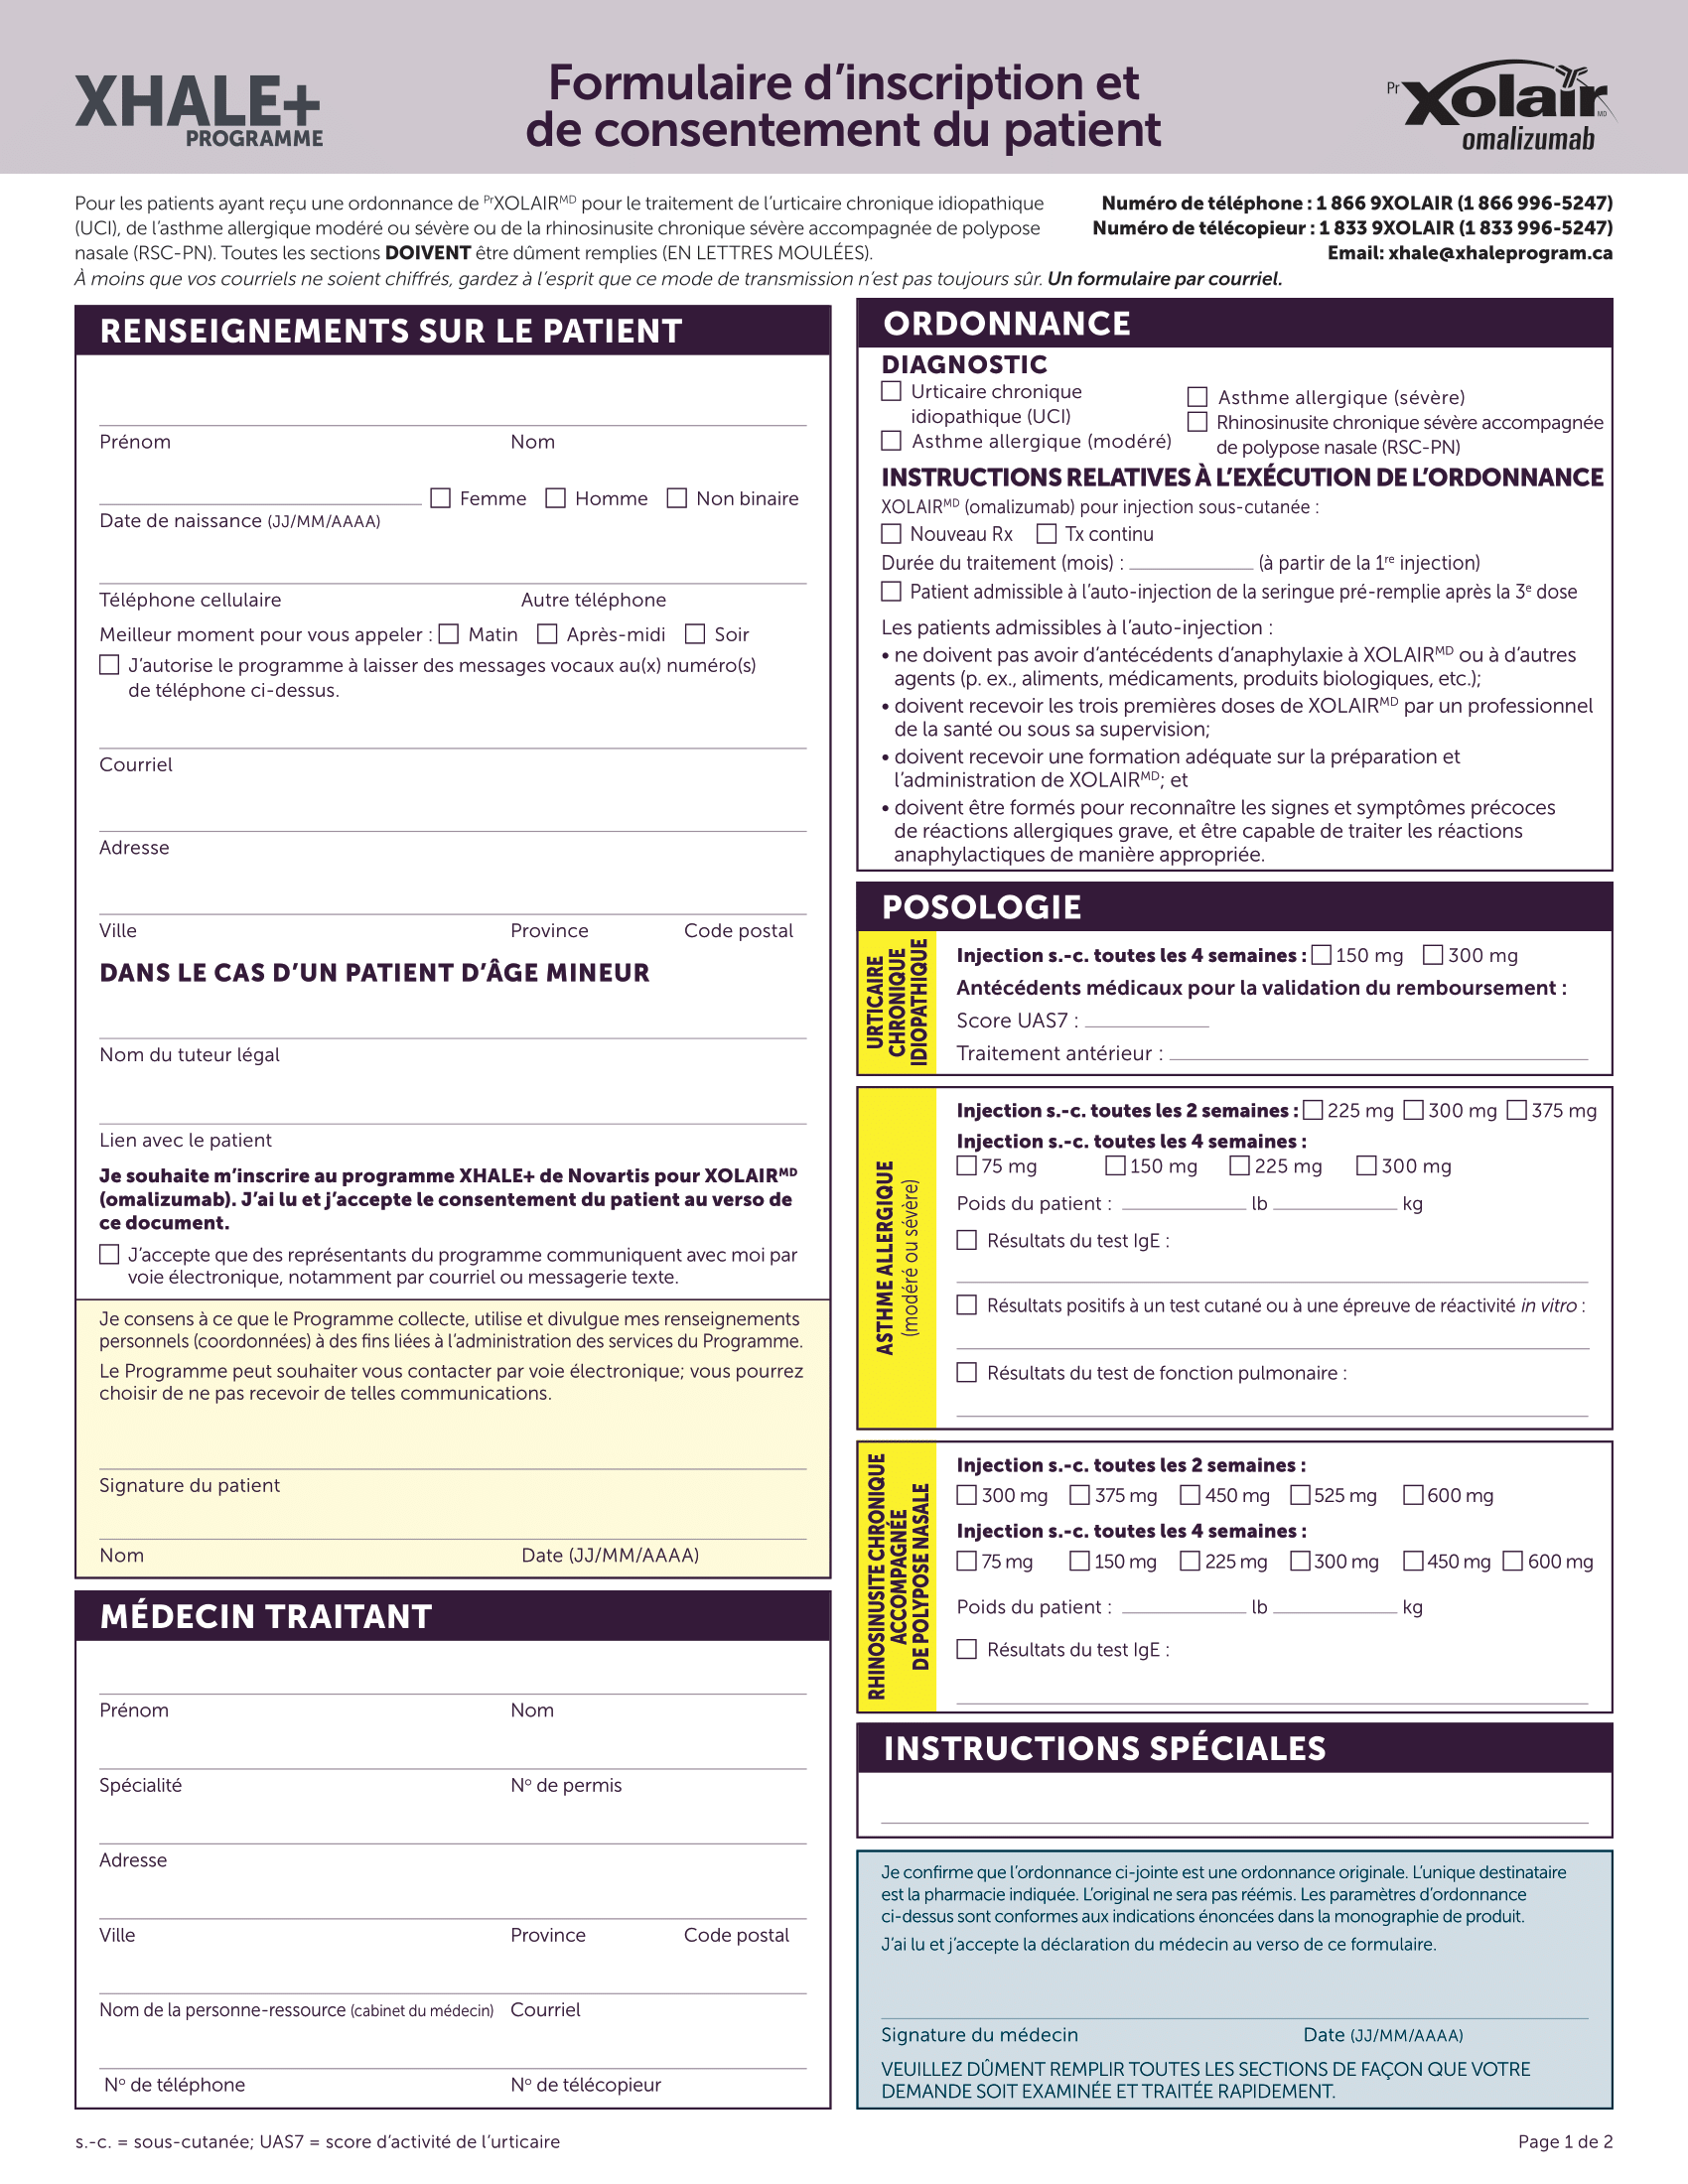 XHALE+
PROGRAMME
Formulaire d'inscription et
de consentement du patient
Pr Xolair MD
omalizumab
Pour les patients ayant reçu une ordonnance de PrXOLAIRMD pour le traitement de l'urticaire chronique idiopathique
(UCI), de l'asthme allergique modéré ou sévère ou de la rhinosinusite chronique sévère accompagnée de polypose
nasale (RSC-PN). Toutes les sections DOIVENT être dûment remplies (EN LETTRES MOULÉES).
À moins que vos courriels ne soient chiffrés, gardez à l'esprit que ce mode de transmission n'est pas toujours sûr. Un formulaire par courriel.
Numéro de téléphone : 1 866 9XOLAIR (1 866 996-5247)
Numéro de télécopieur : 1 833 9XOLAIR (1 833 996-5247)
Email: xhale@xhaleprogram.ca
RENSEIGNEMENTS SUR LE PATIENT
Prénom Nom
☐ Femme ☐ Homme ☐ Non binaire
Date de naissance (JJ/MM/AAAA)
Téléphone cellulaire Autre téléphone
Meilleur moment pour vous appeler : ☐ Matin ☐ Après-midi ☐ Soir
☐ J'autorise le programme à laisser des messages vocaux au(x) numéro(s)
de téléphone ci-dessus.
Courriel
Adresse
Ville Province Code postal
DANS LE CAS D'UN PATIENT D'ÂGE MINEUR
Nom du tuteur légal
Lien avec le patient
Je souhaite m'inscrire au programme XHALE+ de Novartis pour XOLAIRMD
(omalizumab). J'ai lu et j'accepte le consentement du patient au verso de
ce document.
☐ J'accepte que des représentants du programme communiquent avec moi par
voie électronique, notamment par courriel ou messagerie texte.
Je consens à ce que le Programme collecte, utilise et divulgue mes renseignements
personnels (coordonnées) à des fins liées à l'administration des services du Programme.
Le Programme peut souhaiter vous contacter par voie électronique; vous pourrez
choisir de ne pas recevoir de telles communications.
Signature du patient
Nom Date (JJ/MM/AAAA)
MÉDECIN TRAITANT
Prénom Nom
Spécialité No de permis
Adresse
Ville Province Code postal
Nom de la personne-ressource (cabinet du médecin) Courriel
No de téléphone No de télécopieur
ORDONNANCE
DIAGNOSTIC
☐ Urticaire chronique
idiopathique (UCI)
☐ Asthme allergique (modéré)
☐ Asthme allergique (sévère)
☐ Rhinosinusite chronique sévère accompagnée
de polypose nasale (RSC-PN)
INSTRUCTIONS RELATIVES À L'EXÉCUTION DE L'ORDONNANCE
XOLAIRMD (omalizumab) pour injection sous-cutanée :
☐ Nouveau Rx ☐ Tx continu
Durée du traitement (mois) : (à partir de la 1re injection)
☐ Patient admissible à l'auto-injection de la seringue pré-remplie après la 3e dose
Les patients admissibles à l'auto-injection :
• ne doivent pas avoir d'antécédents d'anaphylaxie à XOLAIRMD ou à d'autres
agents (p. ex., aliments, médicaments, produits biologiques, etc.);
• doivent recevoir les trois premières doses de XOLAIRMD par un professionnel
de la santé ou sous sa supervision;
• doivent recevoir une formation adéquate sur la préparation et
l'administration de XOLAIRMD; et
• doivent être formés pour reconnaître les signes et symptômes précoces
de réactions allergiques grave, et être capable de traiter les réactions
anaphylactiques de manière appropriée.
POSOLOGIE
URTICAIRE
CHRONIQUE
IDIOPATHIQUE
Injection s.-c. toutes les 4 semaines : ☐ 150 mg ☐ 300 mg
Antécédents médicaux pour la validation du remboursement :
Score UAS7 :
Traitement antérieur :
ASTHME ALLERGIQUE
(modéré ou sévère)
Injection s.-c. toutes les 2 semaines : ☐ 225 mg ☐ 300 mg ☐ 375 mg
Injection s.-c. toutes les 4 semaines :
☐ 75 mg ☐ 150 mg ☐ 225 mg ☐ 300 mg
Poids du patient : lb kg
☐ Résultats du test IgE :
☐ Résultats positifs à un test cutané ou à une épreuve de réactivité in vitro :
☐ Résultats du test de fonction pulmonaire :
RHINOSINUSITE CHRONIQUE
ACCOMPAGNÉE
DE POLYPOSE NASALE
Injection s.-c. toutes les 2 semaines :
☐ 300 mg ☐ 375 mg ☐ 450 mg ☐ 525 mg ☐ 600 mg
Injection s.-c. toutes les 4 semaines :
☐ 75 mg ☐ 150 mg ☐ 225 mg ☐ 300 mg ☐ 450 mg ☐ 600 mg
Poids du patient : lb kg
☐ Résultats du test IgE :
INSTRUCTIONS SPÉCIALES
Je confirme que l'ordonnance ci-jointe est une ordonnance originale. L'unique destinataire
est la pharmacie indiquée. L'original ne sera pas réémis. Les paramètres d'ordonnance
ci-dessus sont conformes aux indications énoncées dans la monographie de produit.
J'ai lu et j'accepte la déclaration du médecin au verso de ce formulaire.
Signature du médecin Date (JJ/MM/AAAA)
VEUILLEZ DÛMENT REMPLIR TOUTES LES SECTIONS DE FAÇON QUE VOTRE
DEMANDE SOIT EXAMINÉE ET TRAITÉE RAPIDEMENT.
s.-c. = sous-cutanée; UAS7 = score d'activité de l'urticaire
Page 1 de 2